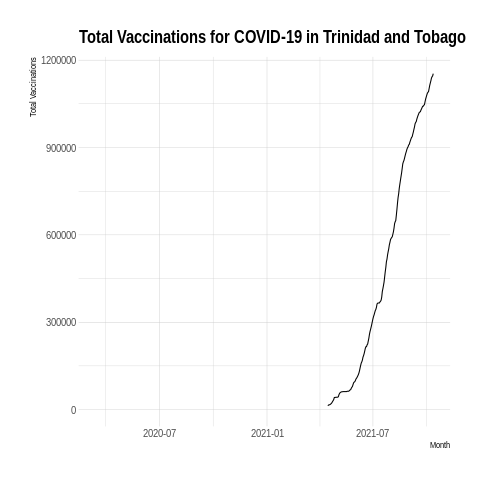 Total Vaccinations for COVID-19 in Trinidad and Tobago
Total Vaccinations
1200000
900000
600000
300000
0
2020-07
2021-01
2021-07
Month